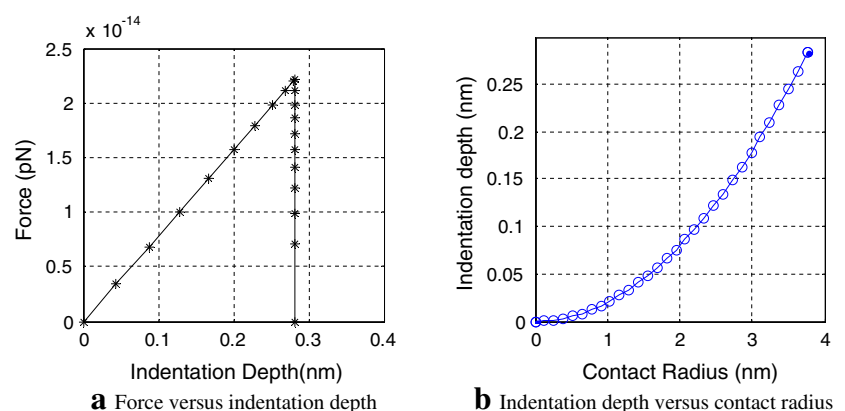 x 10^-14
2.5
2
1.5
1
0.5
0
0 0.1 0.2 0.3 0.4
Force (pN)
Indentation Depth(nm)
a Force versus indentation depth
0.25
0.2
0.15
0.1
0.05
0
0 1 2 3 4
Indentation depth (nm)
Contact Radius (nm)
b Indentation depth versus contact radius